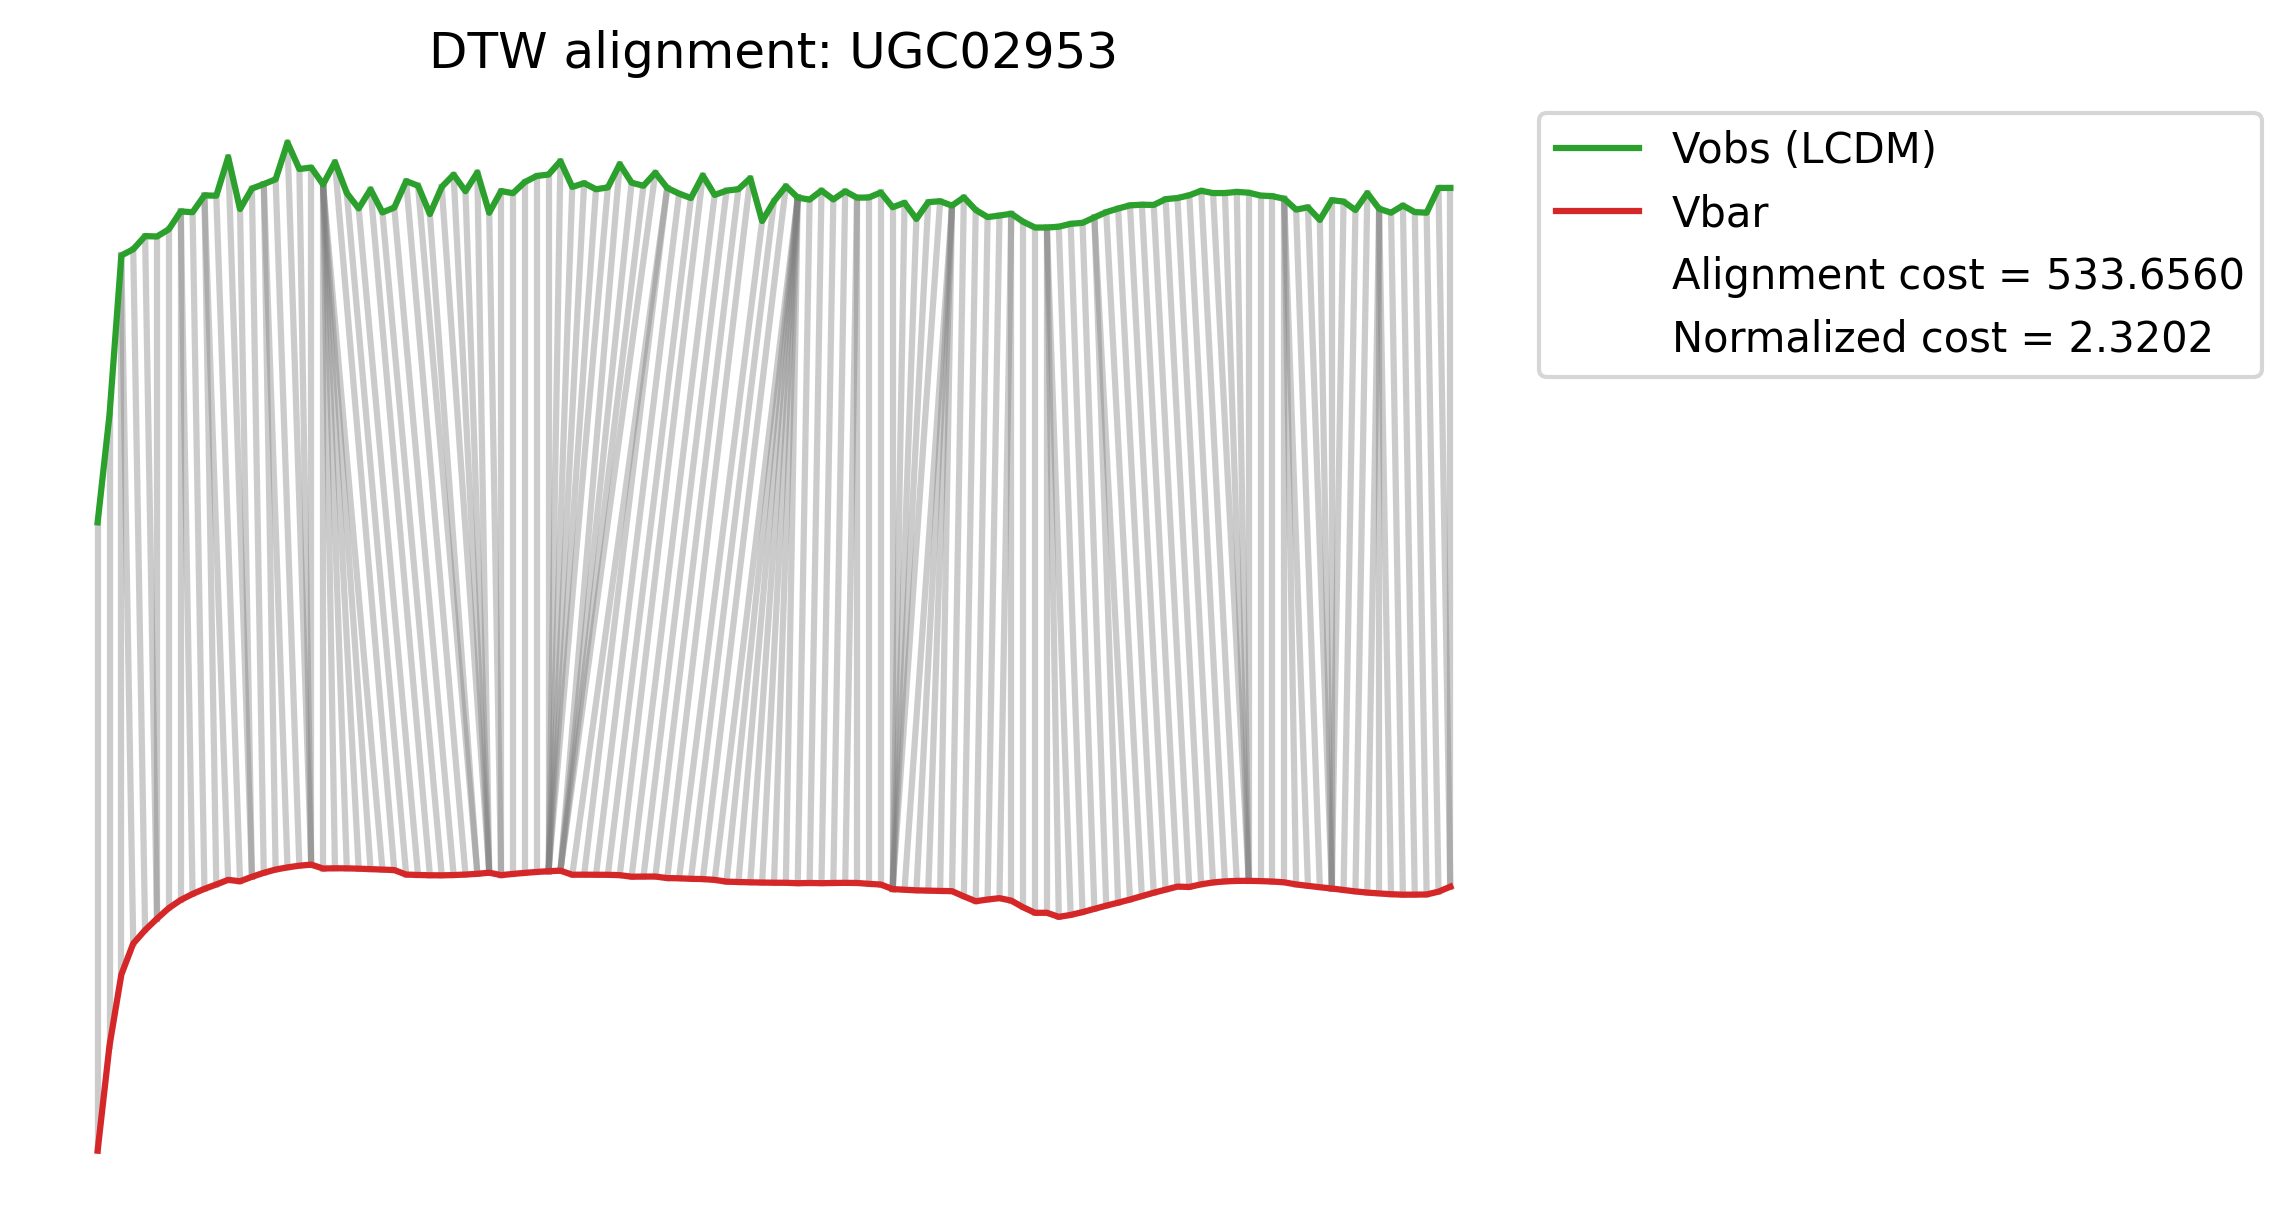 DTW alignment: UGC02953
Vobs (LCDM)
Vbar
Alignment cost = 533.6560
Normalized cost = 2.3202